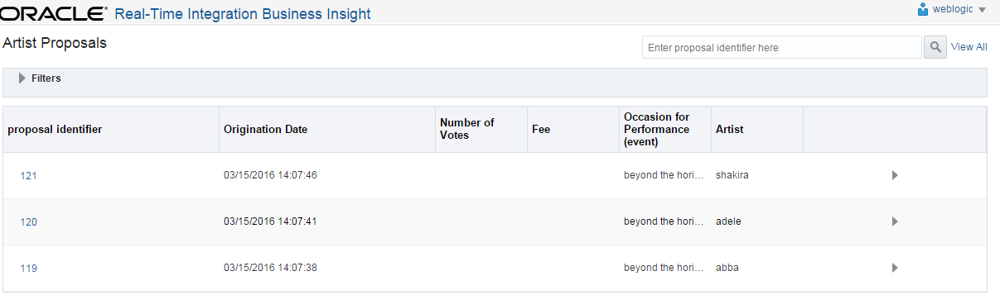 ORACLE® Real-Time Integration Business Insight
weblogic
Artist Proposals
Enter proposal identifier here
View All
Filters
proposal identifier
Origination Date
Number of
Votes
Fee
Occasion for
Performance
(event)
Artist
121 03/15/2016 14:07:46 beyond the hori... shakira
120 03/15/2016 14:07:41 beyond the hori... adele
119 03/15/2016 14:07:38 beyond the hori... abba